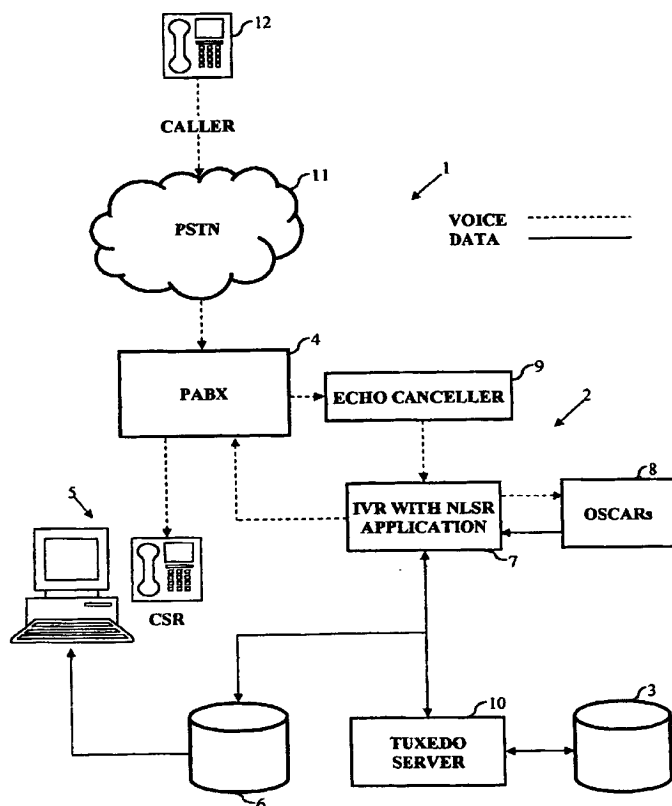 12
CALLER
11
PSTN
1
VOICE
DATA
4
PABX
9
ECHO CANCELLER
2
8
IVR WITH NLSR
APPLICATION
OSCARs
7
5
CSR
10
3
TUXEDO
SERVER
6